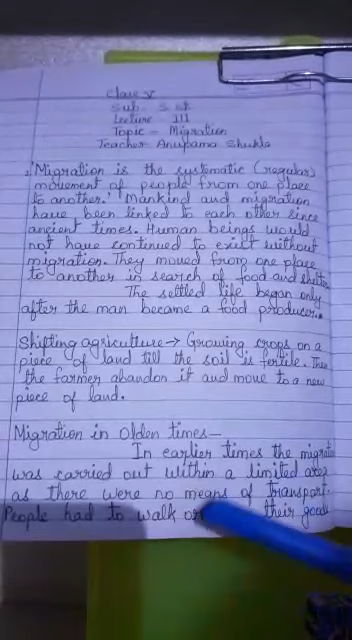 Class V
Sub- S.St
Lecture III
Topic - Migration
Teacher- Anupama Shukla
"Migration is the systematic (regular)
movement of people from one place
to another." Mankind and migration
have been linked to each other since
ancient times. Human beings would
not have continued to exist without
migration. They moved from one place
to another in search of food and shelter
The settled life began only
after the man became a food producer.
Shifting agriculture → Growing crops on a
piece of land till the soil is fertile. Then
the farmer abandon it and move to a new
piece of land.
Migration in olden times-
In earlier times the migration
was carried out within a limited area
as there were no means of transport.
People had to walk their goods